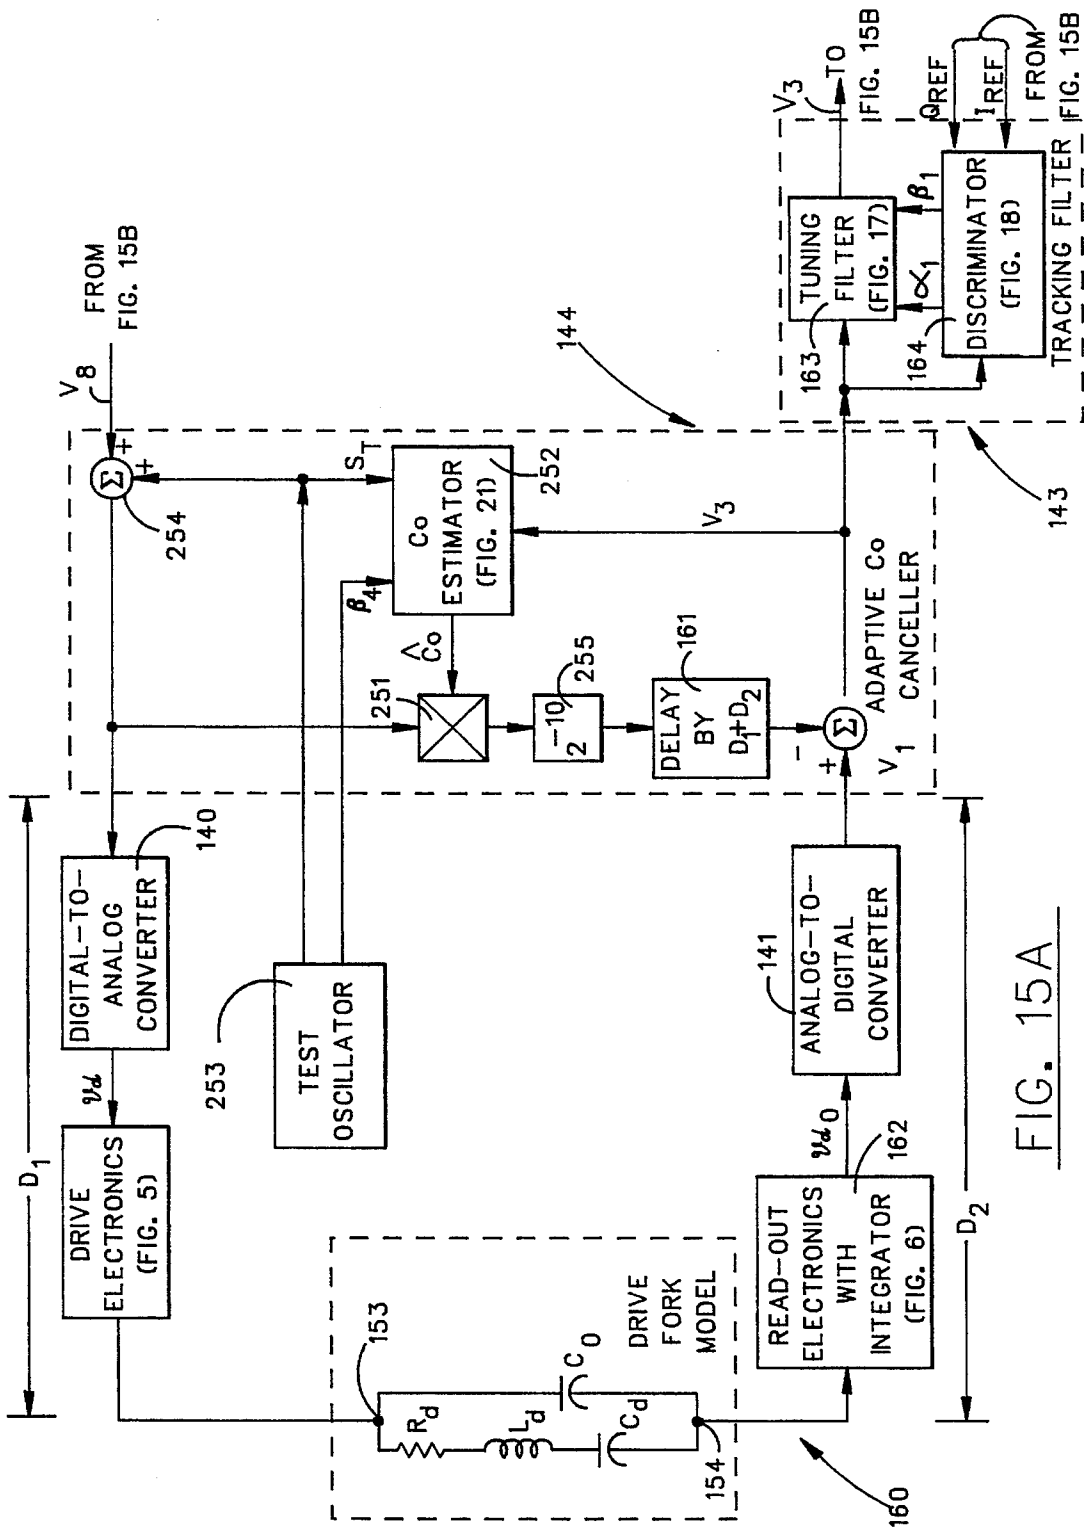 D1
DRIVE
ELECTRONICS
(FIG. 5)
vd
DIGITAL-TO-
ANALOG
CONVERTER
140
254
Σ
+
+
V8
FROM
FIG. 15B
253
TEST
OSCILLATOR
β4
ST
Co
ESTIMATOR
(FIG. 21)
252
Ĉo
251
2-10
255
DELAY
BY
D1+D2
161
V3
144
153
Rd
Ld
Cd
C0
154
DRIVE
FORK
MODEL
160
READ-OUT
ELECTRONICS
WITH
INTEGRATOR
(FIG. 6)
162
vd0
141
ANALOG-TO-
DIGITAL
CONVERTER
D2
V1
+
-
Σ
ADAPTIVE Co
CANCELLER
143
163
TUNING
FILTER
(FIG. 17)
V3
TO
FIG. 15B
α1
β1
164
DISCRIMINATOR
(FIG. 18)
QREF
IREF
FROM
FIG. 15B
TRACKING FILTER
FIG. 15A